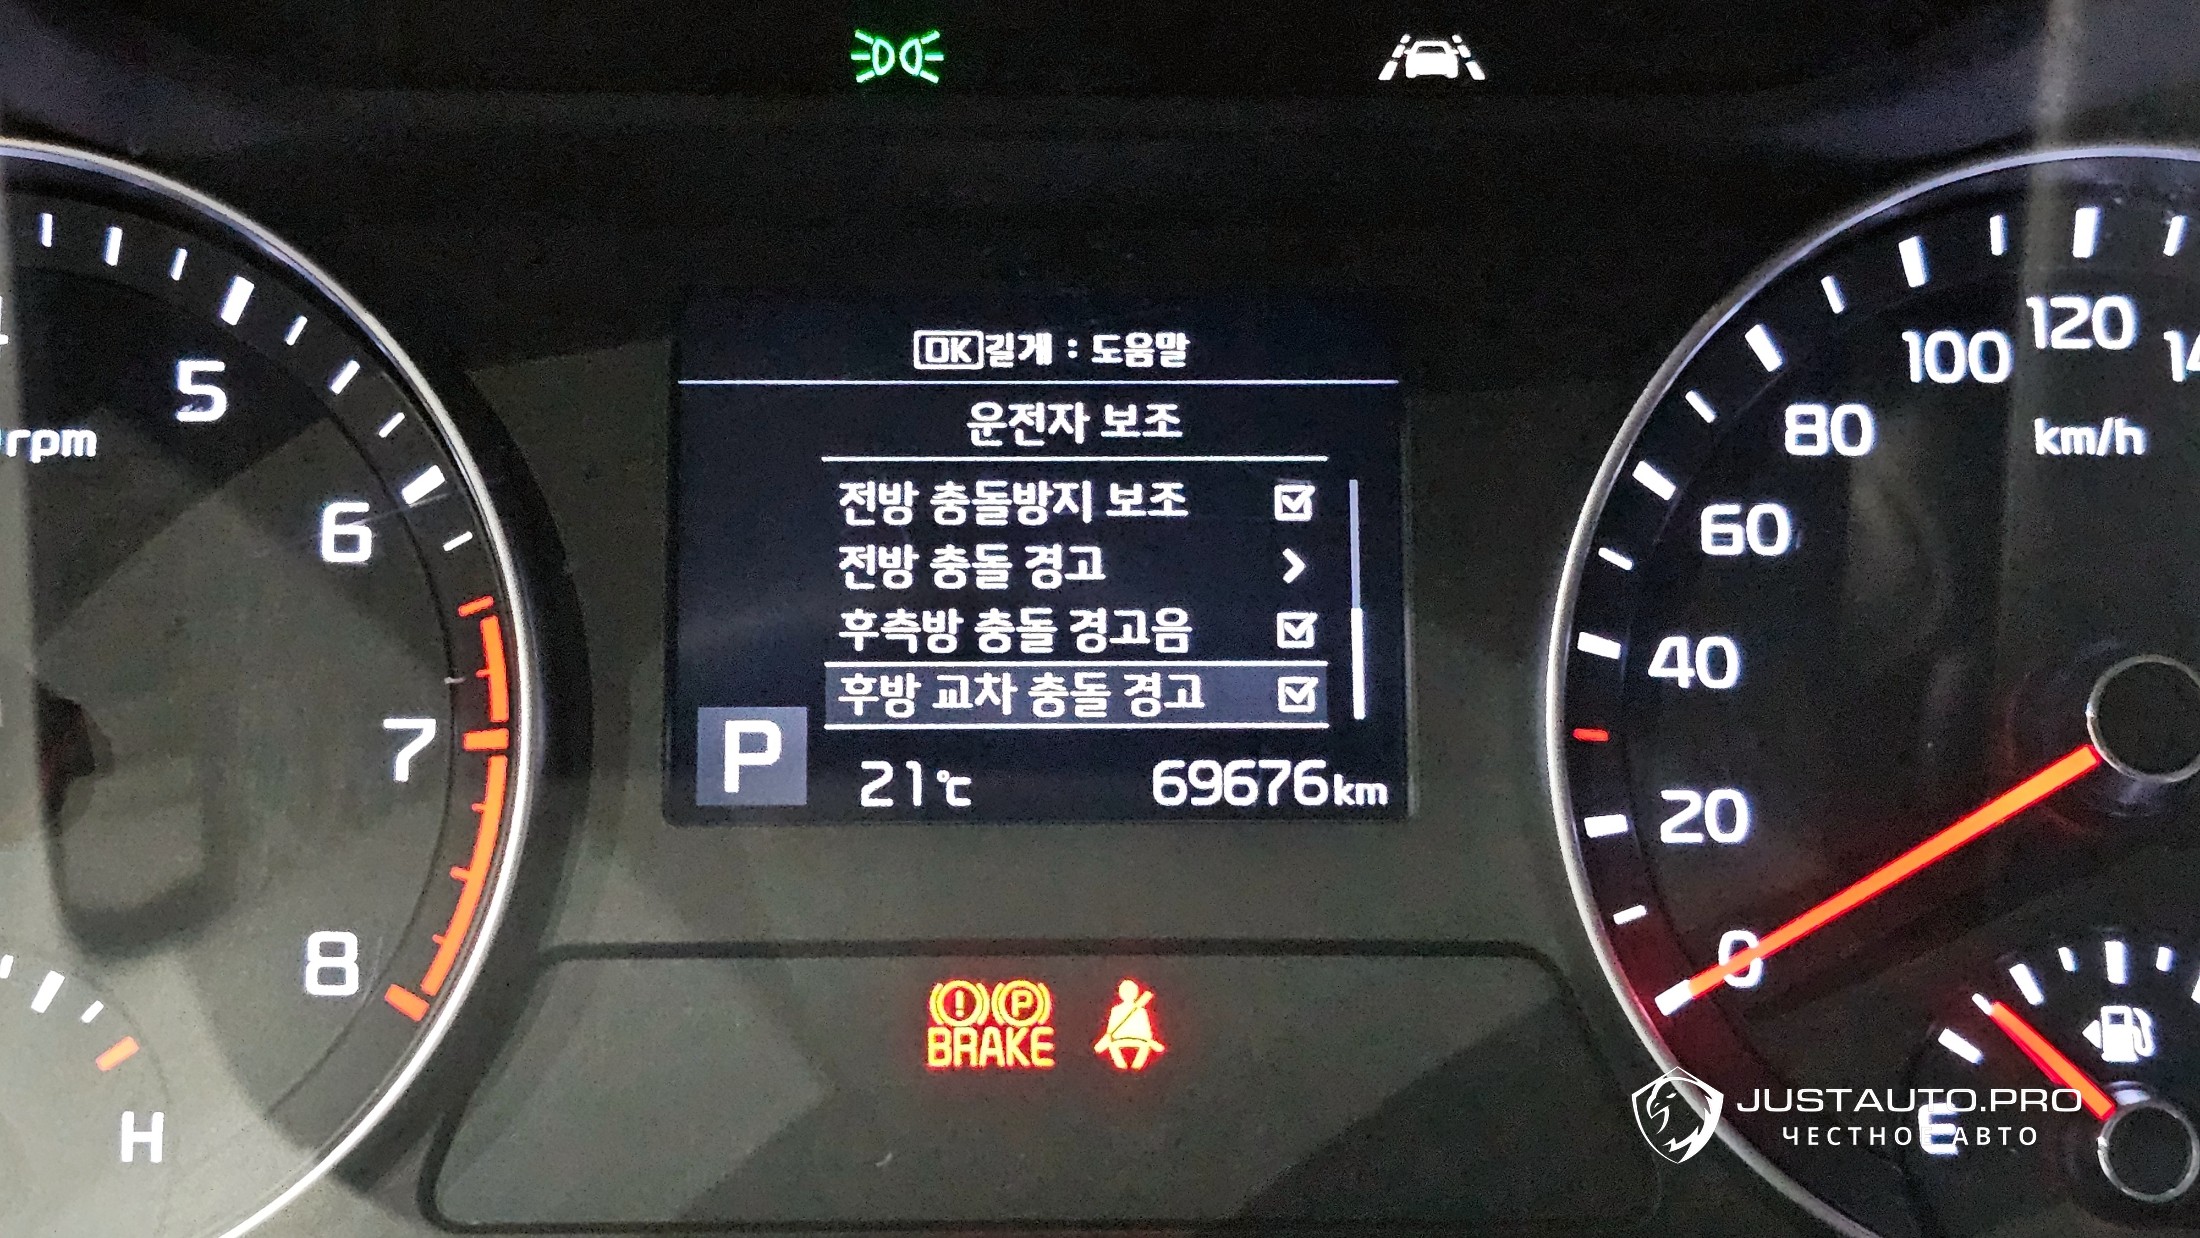 OK길게 : 도움말
운전자 보조
전방 충돌방지 보조
전방 충돌 경고
후측방 충돌 경고음
후방 교차 충돌 경고
P
21℃
69676km
rpm
5
6
7
8
H
BRAKE
P
120
100
80
km/h
60
40
20
0
E
JUSTAUTO.PRO
ЧЕСТНОЕ АВТО